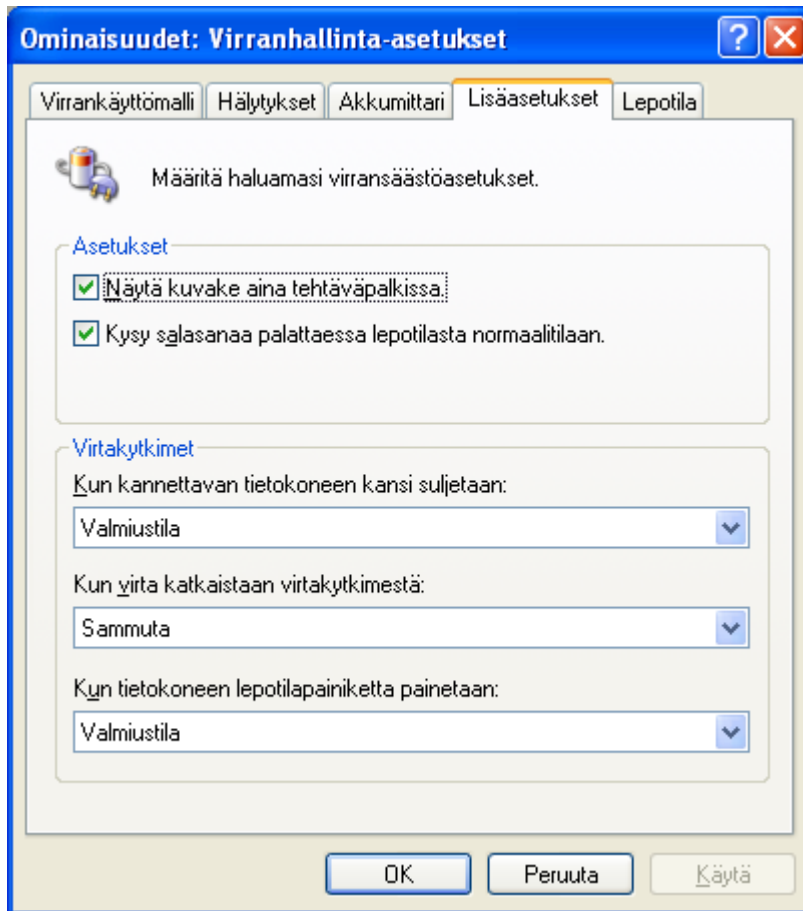 Ominaisuudet: Virranhallinta-asetukset
Virrankäyttömalli Hälytykset Akkumittari Lisäasetukset Lepotila
Määritä haluamasi virransäästöasetukset.
Asetukset
Näytä kuvake aina tehtäväpalkissa.
Kysy salasanaa palattaessa lepotilasta normaalitilaan.
Virtakytkimet
Kun kannettavan tietokoneen kansi suljetaan:
Valmiustila
Kun virta katkaistaan virtakytkimestä:
Sammuta
Kun tietokoneen lepotilapainiketta painetaan:
Valmiustila
OK Peruuta Käytä